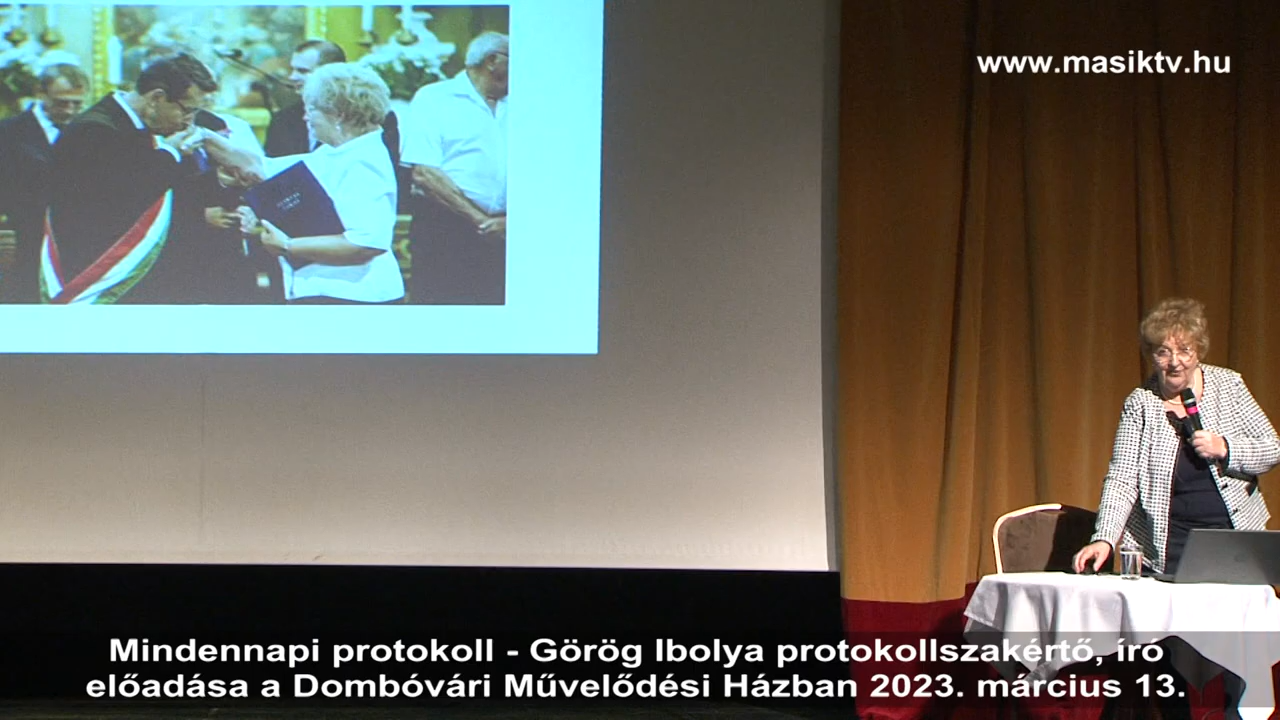 www.masiktv.hu
Mindennapi protokoll - Görög Ibolya protokollszakértő, író
előadása a Dombóvári Művelődési Házban 2023. március 13.